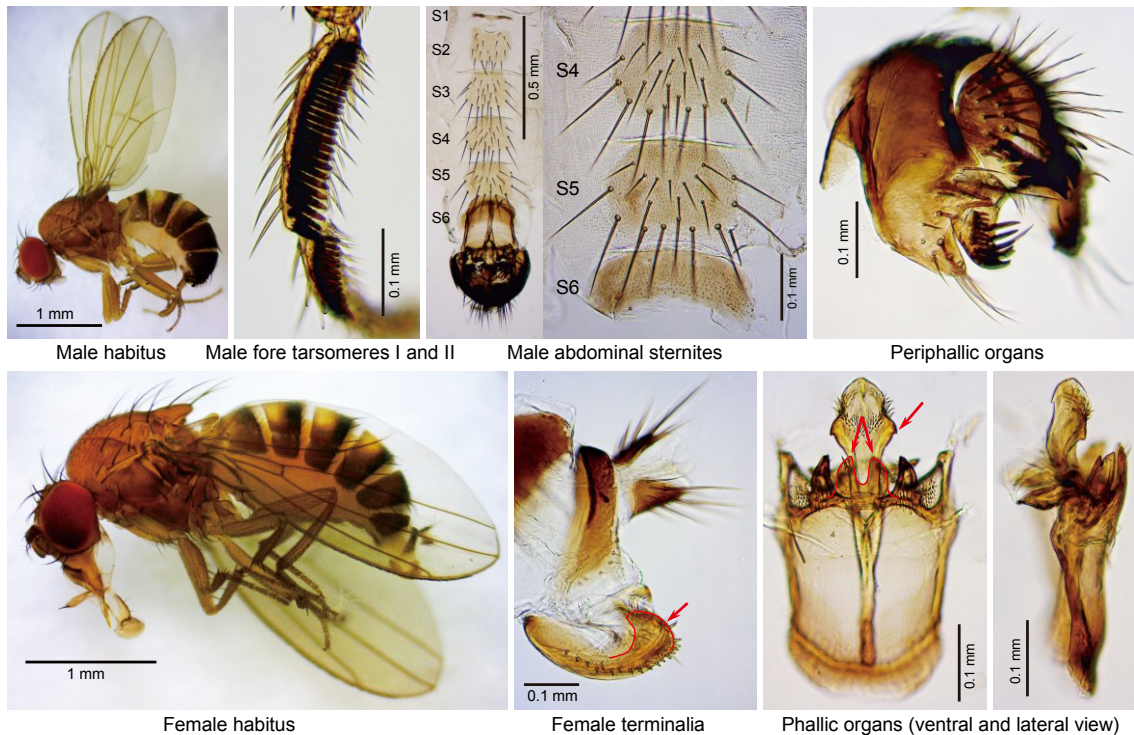 S1
S2
S3
S4
S5
S6
0.5 mm
S4
S5
S6
0.1 mm
1 mm
0.1 mm
0.1 mm
Male habitus
Male fore tarsomeres I and II
Male abdominal sternites
Periphallic organs
1 mm
0.1 mm
0.1 mm
0.1 mm
Female habitus
Female terminalia
Phallic organs (ventral and lateral view)